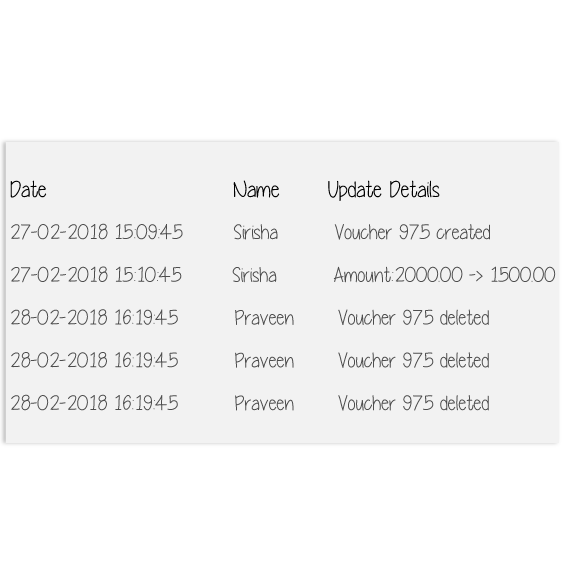 Date Name Update Details
27-02-2018 15:09:45 Sirisha Voucher 975 created
27-02-2018 15:10:45 Sirisha Amount:2000.00 -> 1500.00
28-02-2018 16:19:45 Praveen Voucher 975 deleted
28-02-2018 16:19:45 Praveen Voucher 975 deleted
28-02-2018 16:19:45 Praveen Voucher 975 deleted